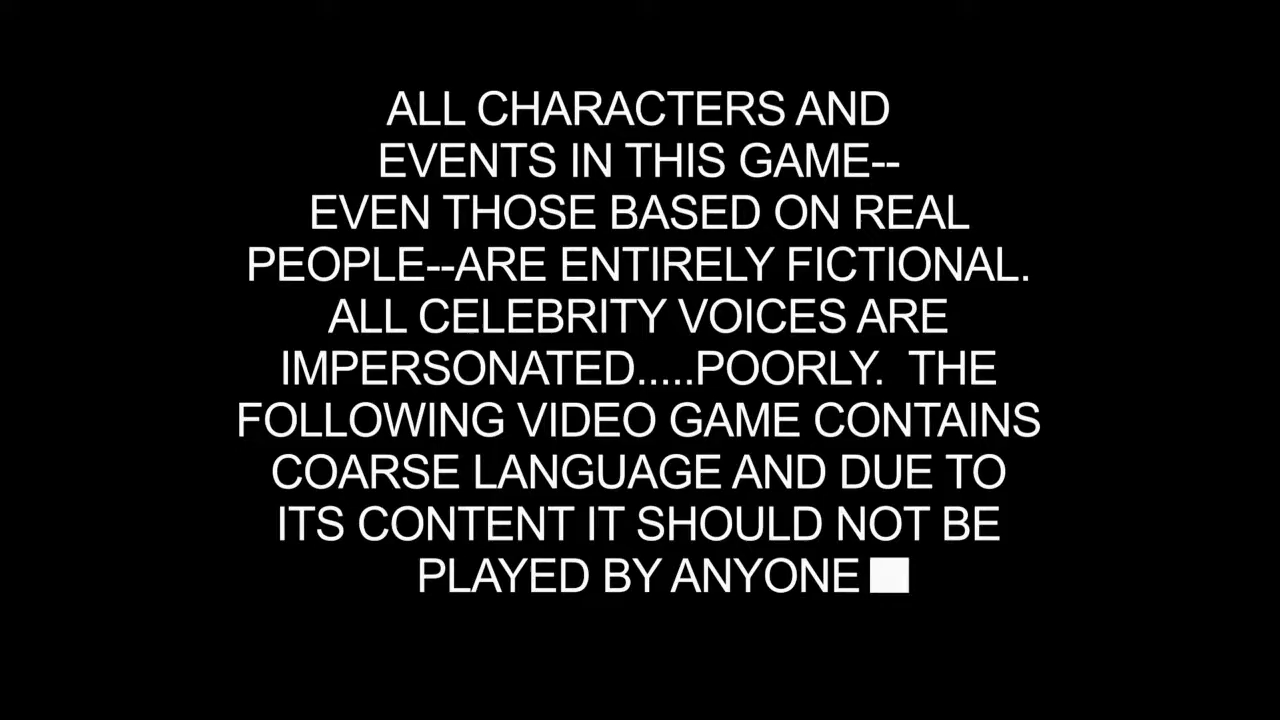 ALL CHARACTERS AND
EVENTS IN THIS GAME--
EVEN THOSE BASED ON REAL
PEOPLE--ARE ENTIRELY FICTIONAL.
ALL CELEBRITY VOICES ARE
IMPERSONATED.....POORLY.  THE
FOLLOWING VIDEO GAME CONTAINS
COARSE LANGUAGE AND DUE TO
ITS CONTENT IT SHOULD NOT BE
PLAYED BY ANYONE